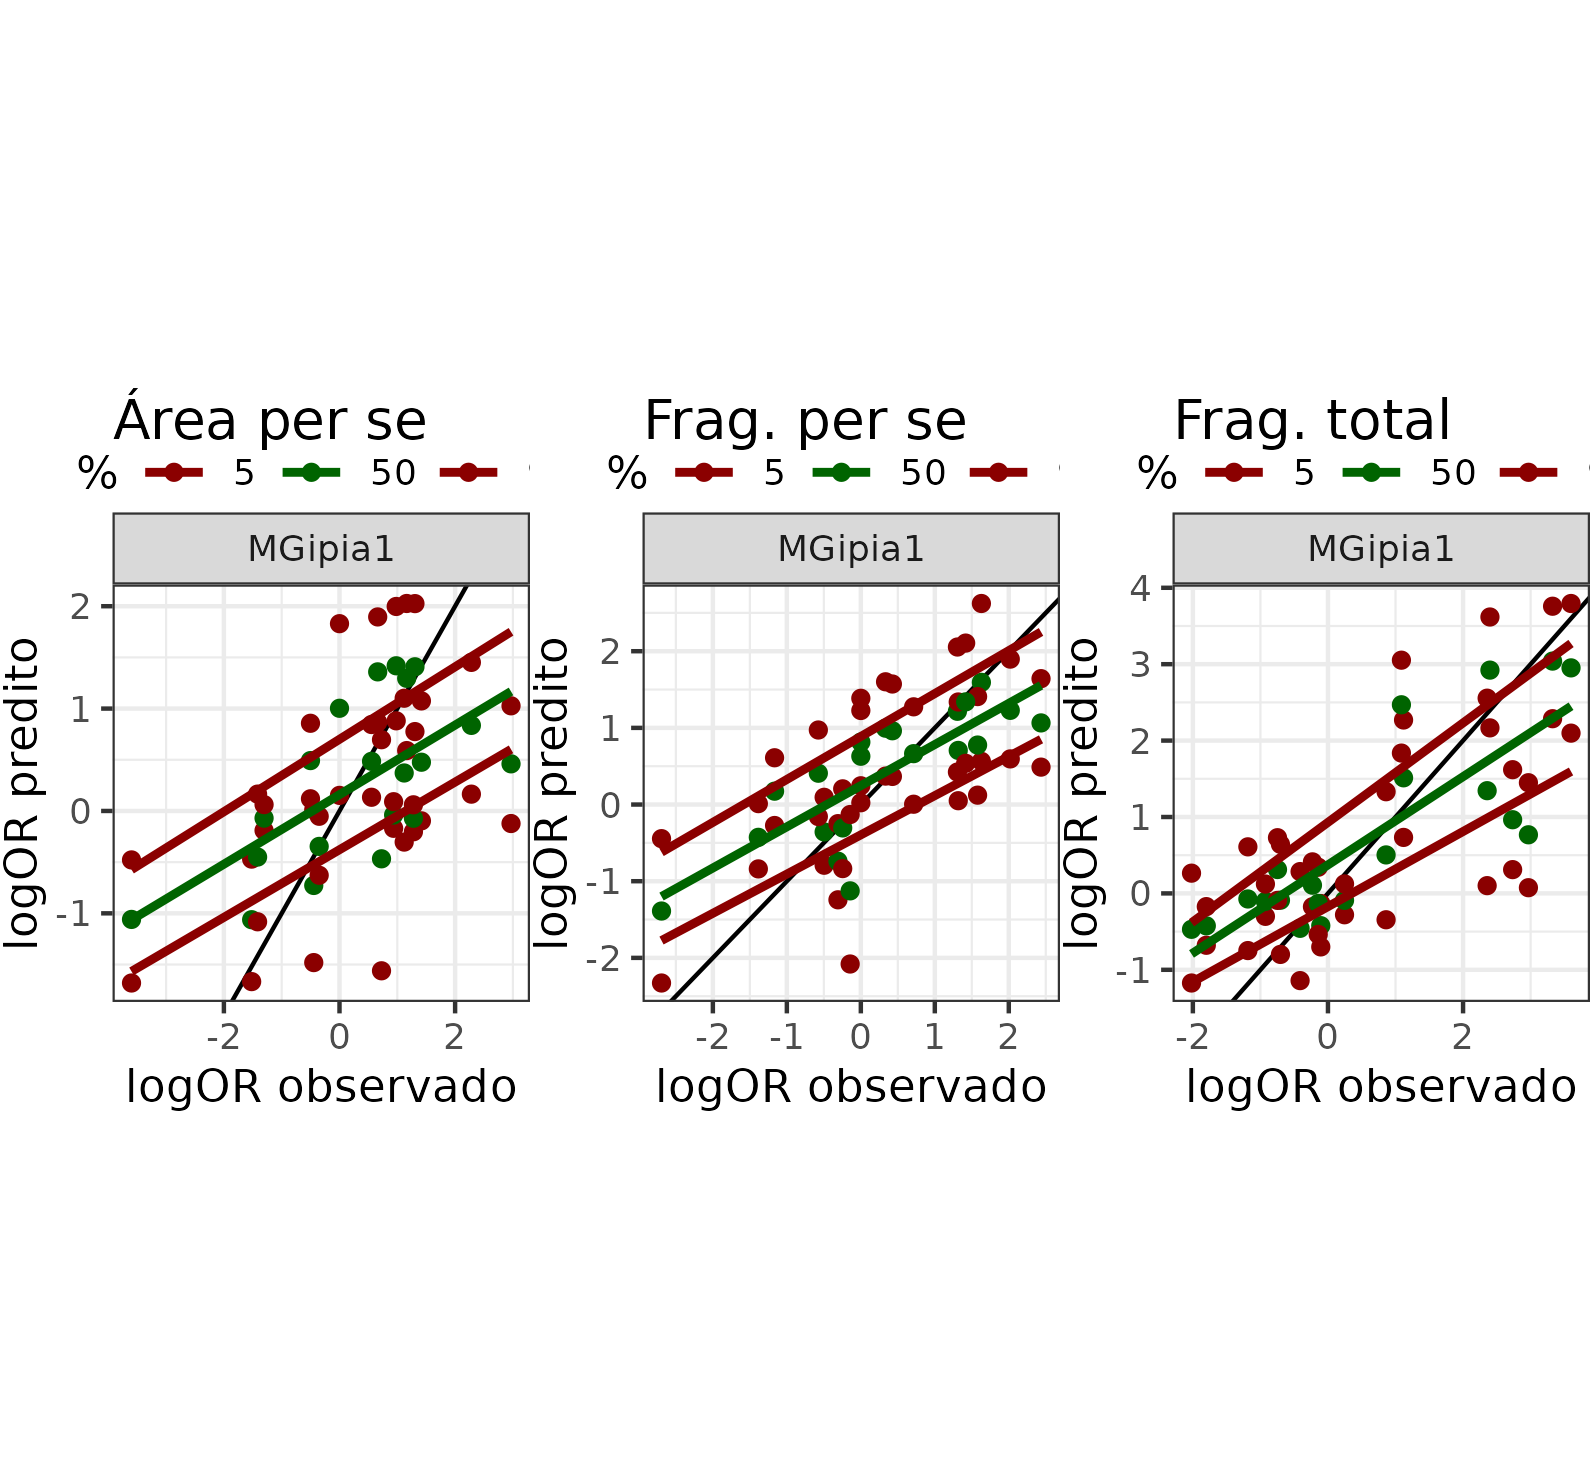 Área per se
% 5 50
MGipia1
2
1
0
-1
-2 0 2
logOR predito
logOR observado
Frag. per se
% 5 50
MGipia1
2
1
0
-1
-2
-2 -1 0 1 2
logOR predito
logOR observado
Frag. total
% 5 50
MGipia1
4
3
2
1
0
-1
-2 0 2
logOR predito
logOR observado